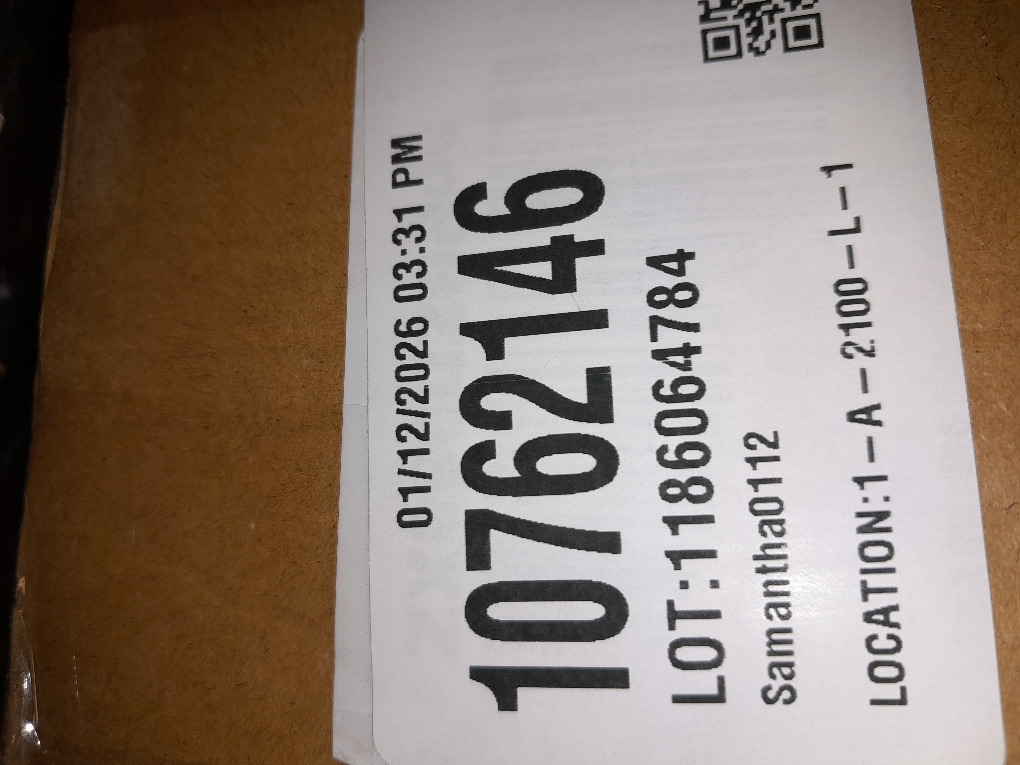 01/12/2026 03:31 PM
10762146
LOT:1186064784
Samantha0112
LOCATION:1-A-2100-L-1